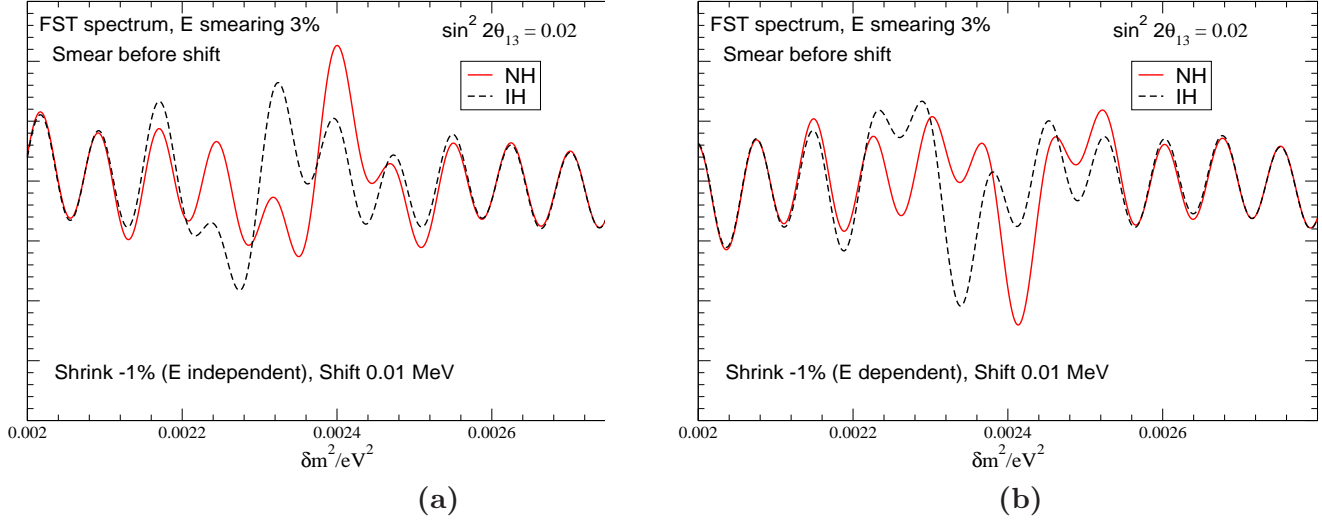 FST spectrum, E smearing 3%
sin² 2θ₁₃ = 0.02
Smear before shift
NH
IH
Shrink -1% (E independent), Shift 0.01 MeV
0.002 0.0022 0.0024 0.0026
δm²/eV²
(a)
FST spectrum, E smearing 3%
sin² 2θ₁₃ = 0.02
Smear before shift
NH
IH
Shrink -1% (E dependent), Shift 0.01 MeV
0.002 0.0022 0.0024 0.0026
δm²/eV²
(b)